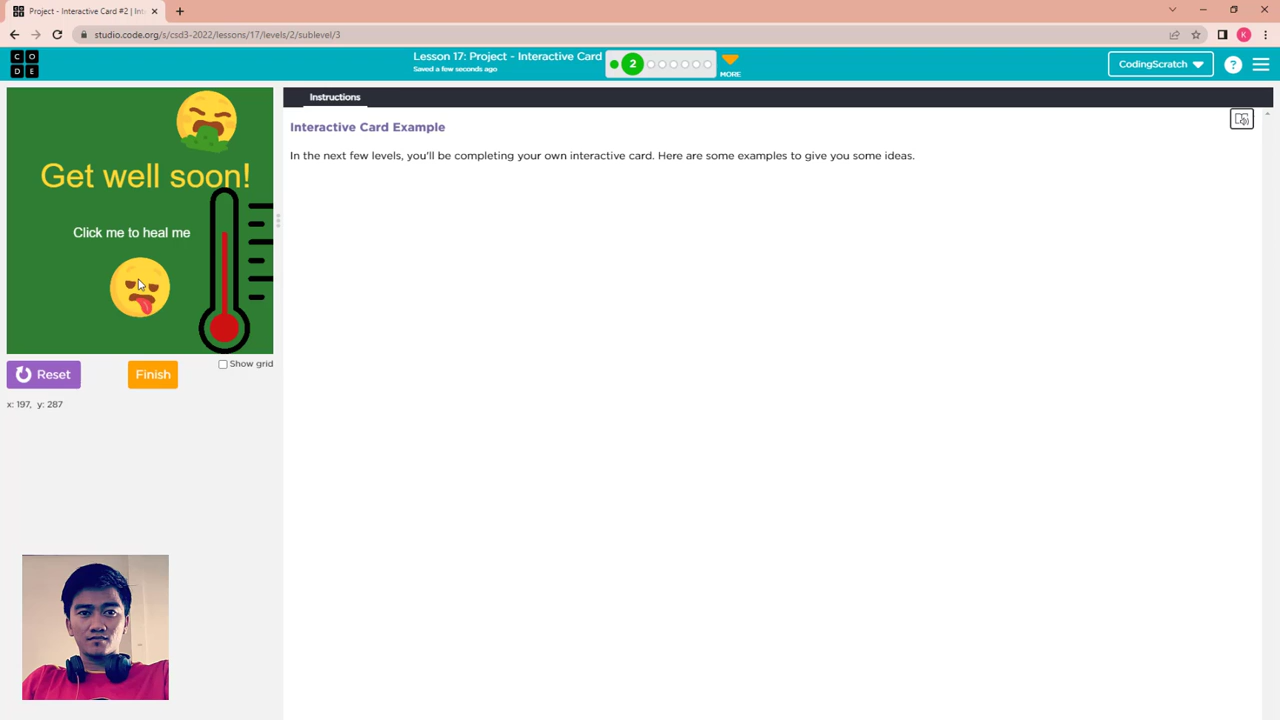 Project - Interactive Card #2 | Int
studio.code.org/s/csd3-2022/lessons/17/levels/2/sublevel/3
K
C O
D E
Lesson 17: Project - Interactive Card
Saved a few seconds ago
2
MORE
CodingScratch
?
Instructions
Interactive Card Example
In the next few levels, you'll be completing your own interactive card. Here are some examples to give you some ideas.
Get well soon!
Click me to heal me
Reset
Finish
Show grid
x: 197, y: 287